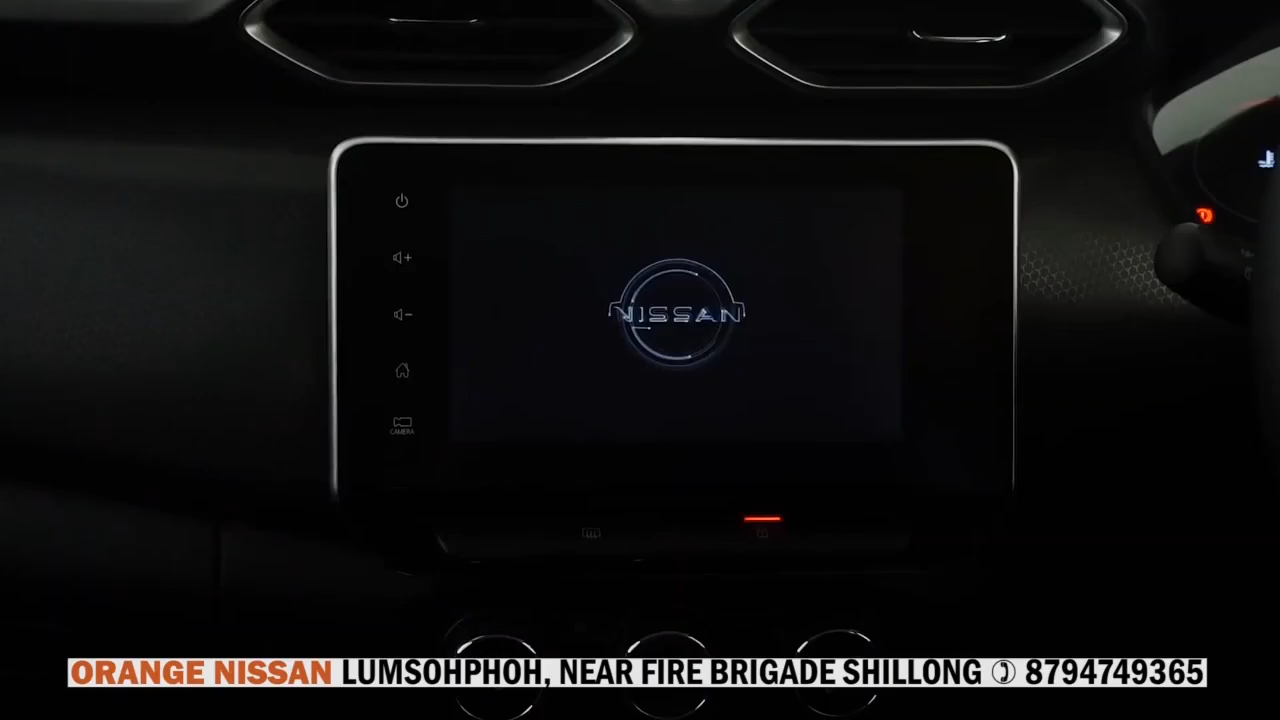 NISSAN
CAMERA
ORANGE NISSAN LUMSOHPHOH, NEAR FIRE BRIGADE SHILLONG ✆ 8794749365